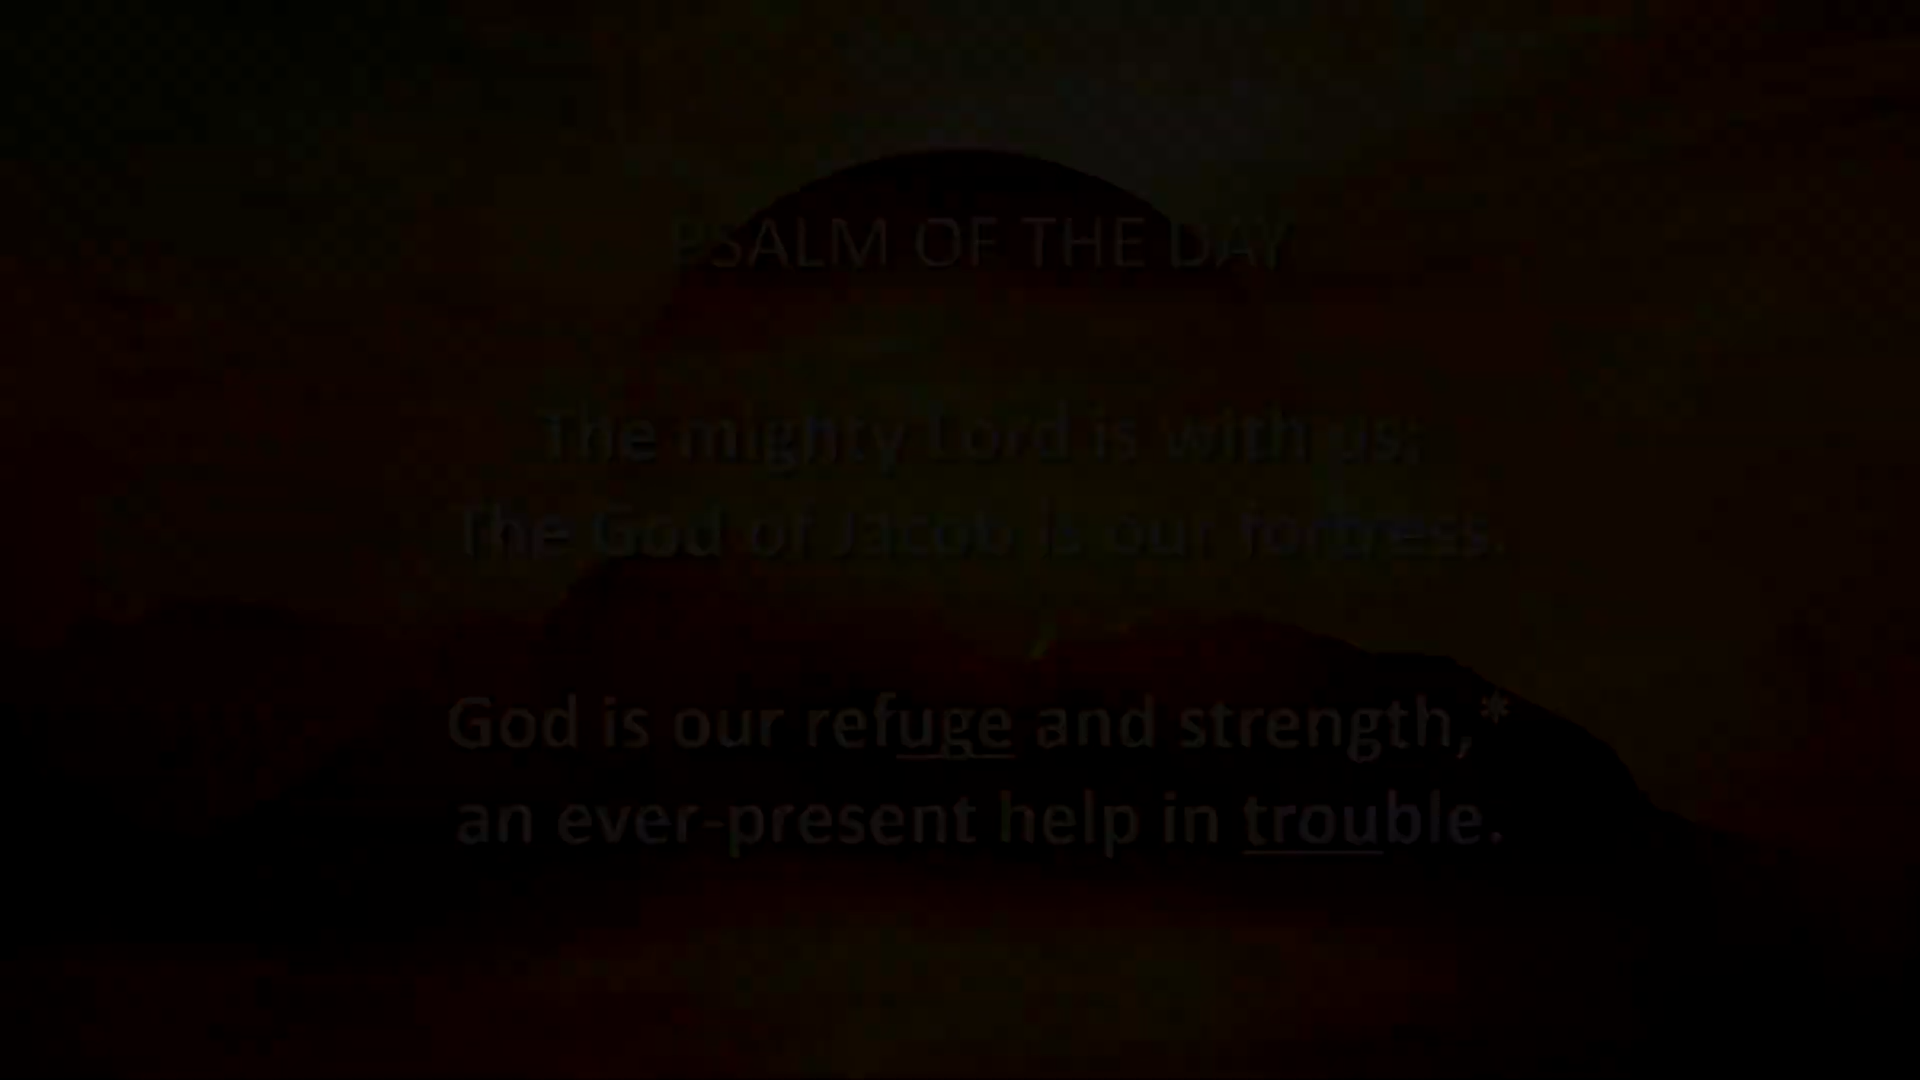 PSALM OF THE DAY
The mighty Lord is with us;
The God of Jacob is our fortress.
God is our refuge and strength,*
an ever-present help in trouble.